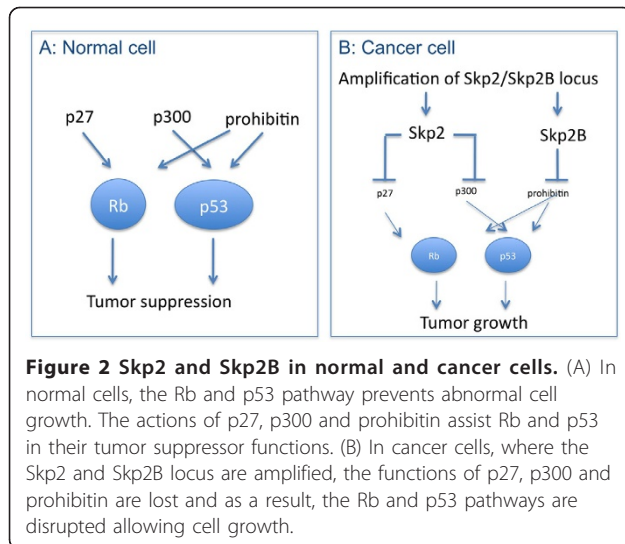 A: Normal cell
p27 p300 prohibitin
Rb p53
Tumor suppression
B: Cancer cell
Amplification of Skp2/Skp2B locus
Skp2 Skp2B
p27 p300 prohibitin
Rb p53
Tumor growth
Figure 2 Skp2 and Skp2B in normal and cancer cells. (A) In
normal cells, the Rb and p53 pathway prevents abnormal cell
growth. The actions of p27, p300 and prohibitin assist Rb and p53
in their tumor suppressor functions. (B) In cancer cells, where the
Skp2 and Skp2B locus are amplified, the functions of p27, p300 and
prohibitin are lost and as a result, the Rb and p53 pathways are
disrupted allowing cell growth.